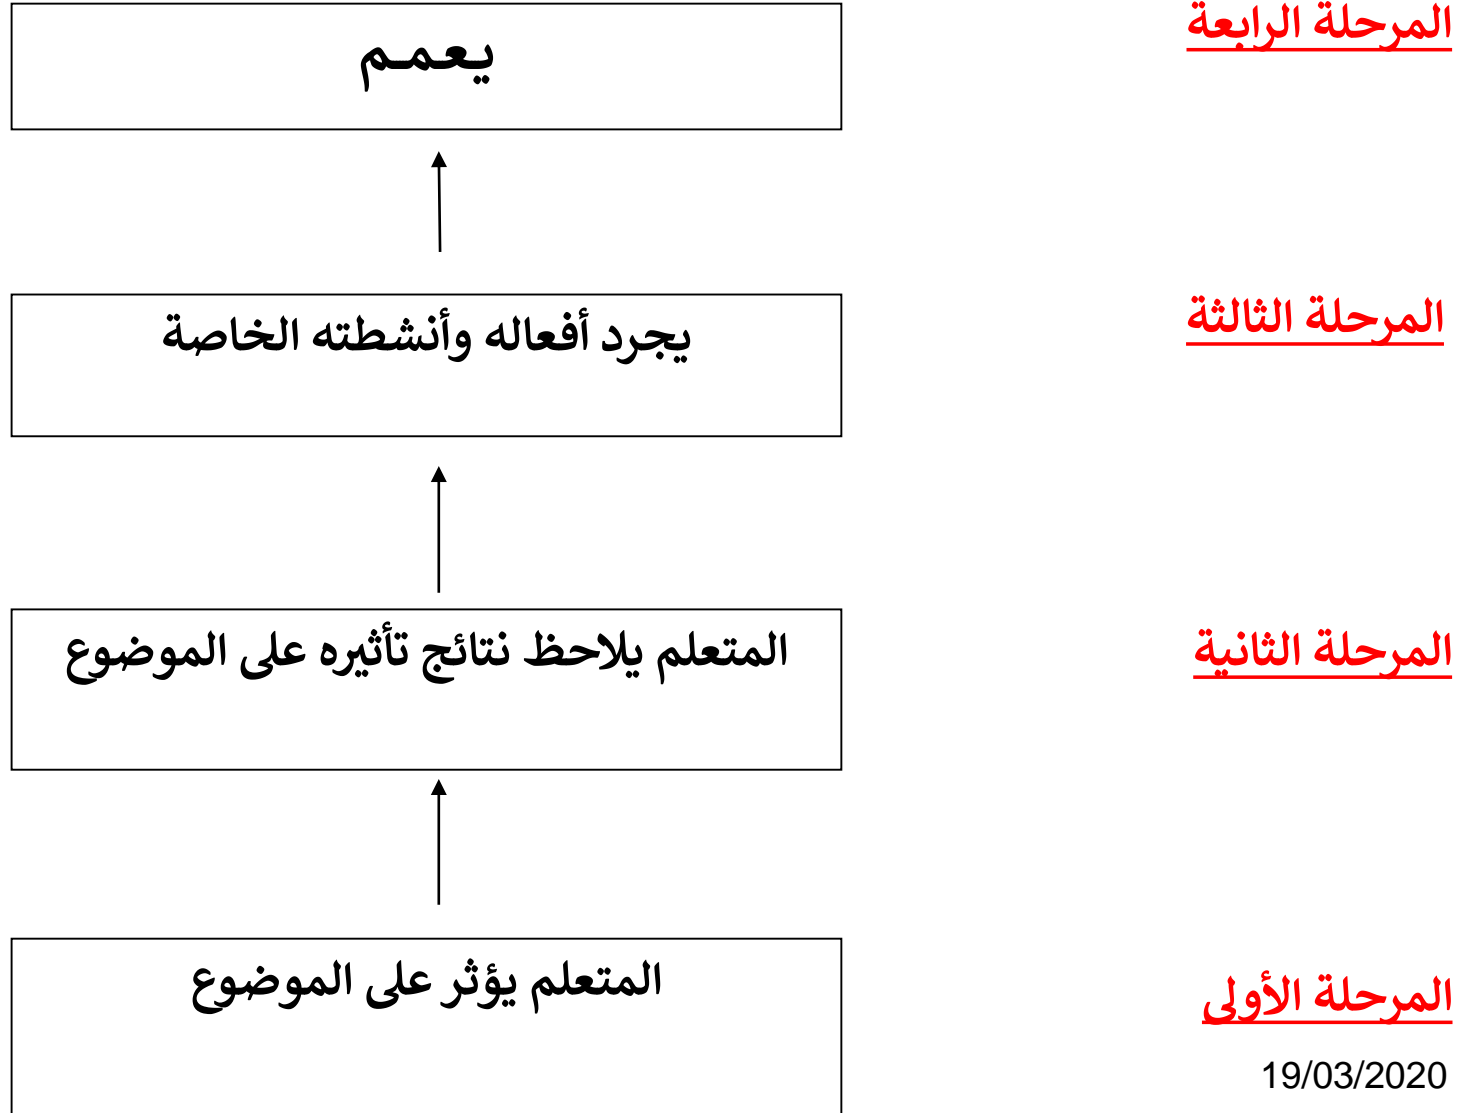 المرحلة الرابعة
يعمم
المرحلة الثالثة
يجرد أفعاله وأنشطته الخاصة
المرحلة الثانية
المتعلم يلاحظ نتائج تأثيره على الموضوع
المرحلة الأولى
المتعلم يؤثر على الموضوع
19/03/2020